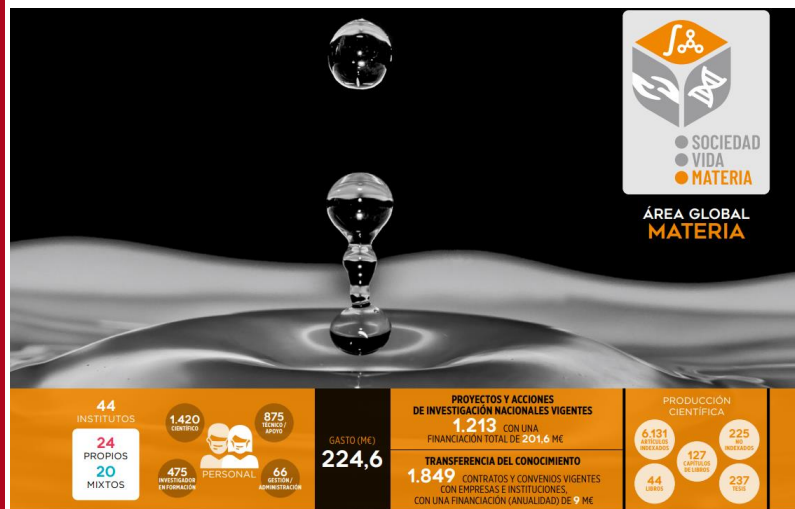 SOCIEDAD
VIDA
MATERIA
ÁREA GLOBAL
MATERIA
44
INSTITUTOS
24
PROPIOS
20
MIXTOS
1.420
CIENTÍFICO
875
TÉCNICO /
APOYO
475
INVESTIGADOR
EN FORMACIÓN
PERSONAL
66
GESTIÓN /
ADMINISTRACIÓN
GASTO (M€)
224,6
PROYECTOS Y ACCIONES
DE INVESTIGACIÓN NACIONALES VIGENTES
1.213 CON UNA
FINANCIACIÓN TOTAL DE 201,6 M€
TRANSFERENCIA DEL CONOCIMIENTO
1.849 CONTRATOS Y CONVENIOS VIGENTES
CON EMPRESAS E INSTITUCIONES,
CON UNA FINANCIACIÓN (ANUALIDAD) DE 9 M€
PRODUCCIÓN
CIENTÍFICA
6.131
ARTÍCULOS
INDEXADOS
225
NO
INDEXADOS
127
CAPÍTULOS
DE LIBROS
44
LIBROS
237
TESIS